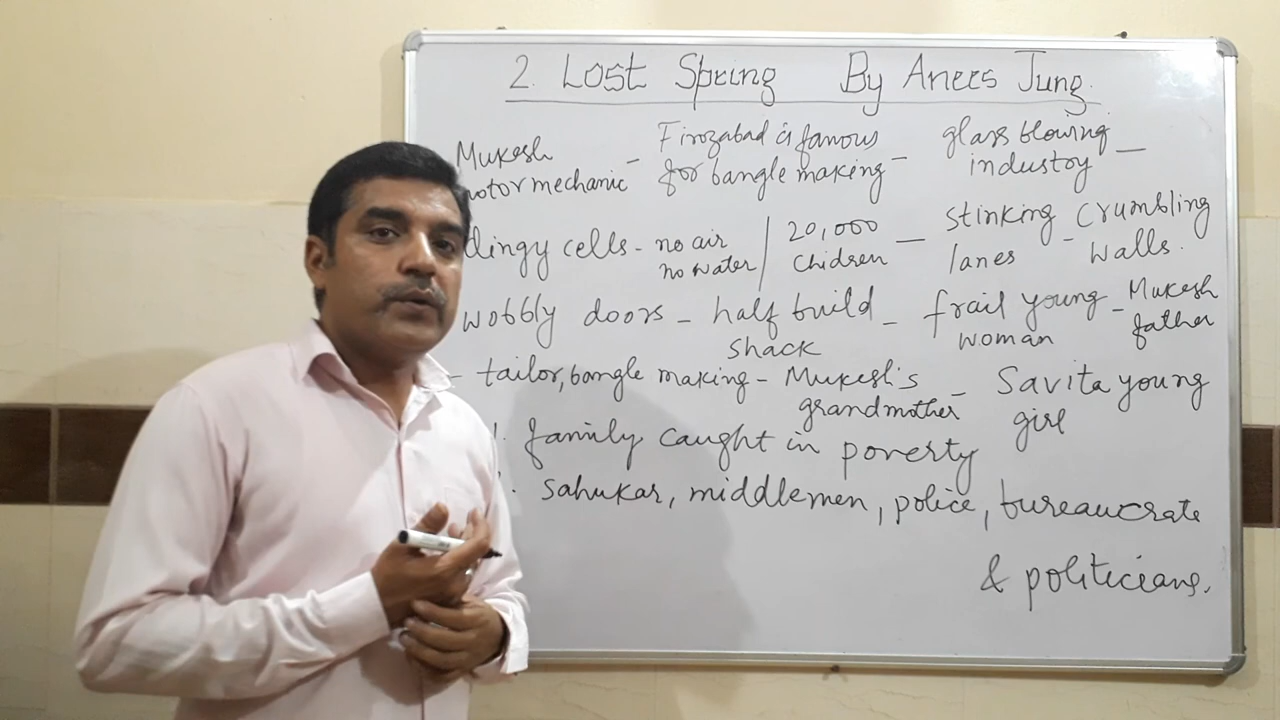 2. Lost Spring By Anees Jung.
Mukesh - Firozabad is famous glass blowing
motor mechanic for bangle making - industry -
dingy cells - no air / 20,000 - stinking - crumbling
no water / Chidren lanes walls.
wobbly doors - half build - frail young - Mukesh
shack woman father
- tailor, bangle making - Mukesh's - Savita young
grandmother girl
1. family caught in poverty
sahukar, middlemen, police, bureaucrate
& politicians.